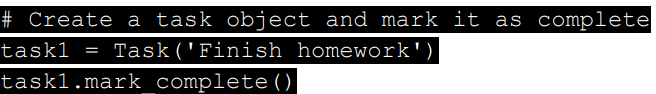 # Create a task object and mark it as complete
task1 = Task('Finish homework')
task1.mark_complete()